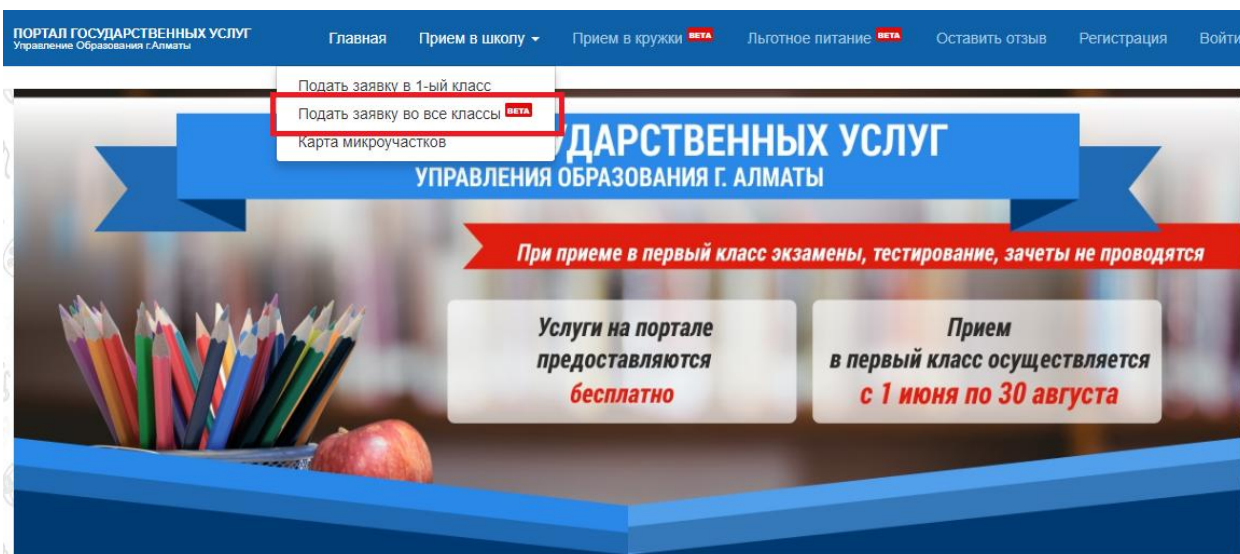 ПОРТАЛ ГОСУДАРСТВЕННЫХ УСЛУГ
Управление Образования г.Алматы
Главная Прием в школу Прием в кружки BETA Льготное питание BETA Оставить отзыв Регистрация Войти
Подать заявку в 1-ый класс
Подать заявку во все классы BETA
Карта микроучастков
УСЛУГ
УПРАВЛЕНИЯ ОБРАЗОВАНИЯ Г. АЛМАТЫ
При приеме в первый класс экзамены, тестирование, зачеты не проводятся
Услуги на портале
предоставляются
бесплатно
Прием
в первый класс осуществляется
с 1 июня по 30 августа